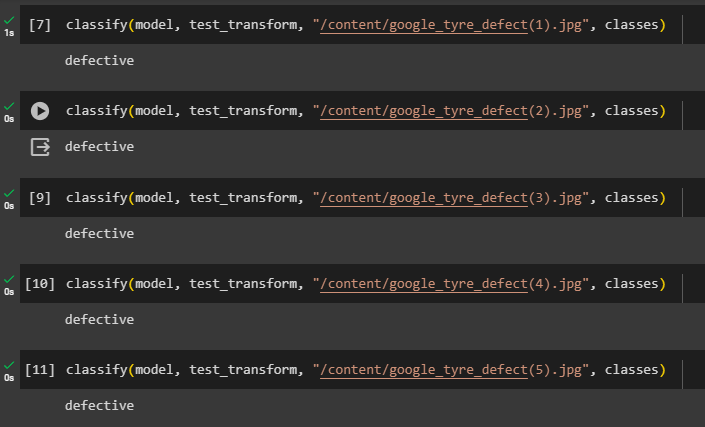 [7] classify(model, test_transform, "/content/google_tyre_defect(1).jpg", classes)
1s
defective
classify(model, test_transform, "/content/google_tyre_defect(2).jpg", classes)
0s
defective
[9] classify(model, test_transform, "/content/google_tyre_defect(3).jpg", classes)
0s
defective
[10] classify(model, test_transform, "/content/google_tyre_defect(4).jpg", classes)
0s
defective
[11] classify(model, test_transform, "/content/google_tyre_defect(5).jpg", classes)
0s
defective